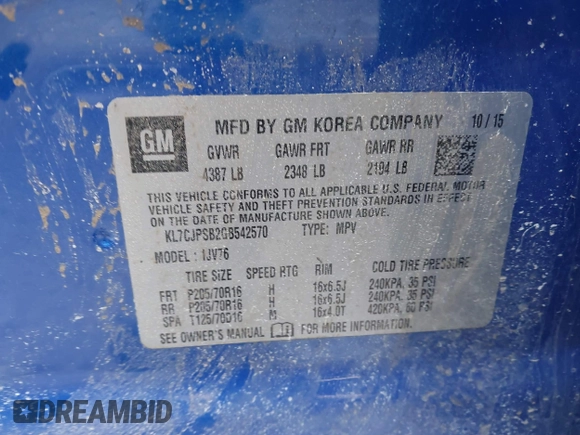 GM
MFD BY GM KOREA COMPANY 10 / 15
GVWR GAWR FRT GAWR RR
4387 LB 2348 LB 2194 LB
THIS VEHICLE CONFORMS TO ALL APPLICABLE U.S. FEDERAL MOTOR
VEHICLE SAFETY AND THEFT PREVENTION STANDARDS IN EFFECT
ON THE DATE OF MANUFACTURE SHOWN ABOVE.
KL7CJPSB2GB542570 TYPE: MPV
MODEL: 1JV76
TIRE SIZE SPEED RTG RIM COLD TIRE PRESSURE
FRT P205/70R16 H 16x6.5J 240KPA, 35 PSI
RR P205/70R16 H 16x6.5J 240KPA, 35 PSI
SPA T125/70D16 M 16x4.0T 420KPA, 60 PSI
SEE OWNER'S MANUAL FOR MORE INFORMATION.
DREAMBID